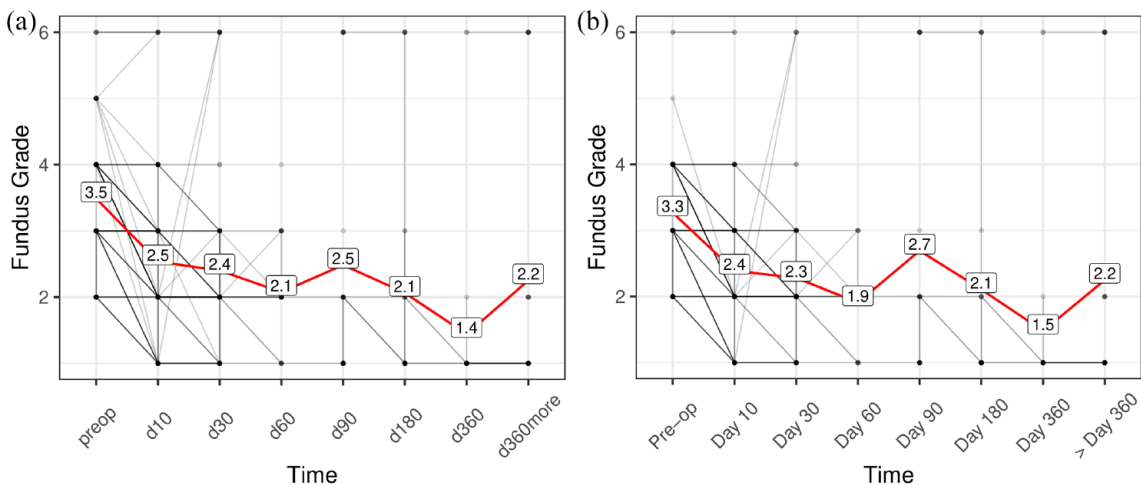 (a)
Fundus Grade
6
4
2
3.5
2.5
2.4
2.1
2.5
2.1
1.4
2.2
preop
d10
d30
d60
d90
d180
d360
d360more
Time
(b)
Fundus Grade
6
4
2
3.3
2.4
2.3
1.9
2.7
2.1
1.5
2.2
Pre-op
Day 10
Day 30
Day 60
Day 90
Day 180
Day 360
> Day 360
Time